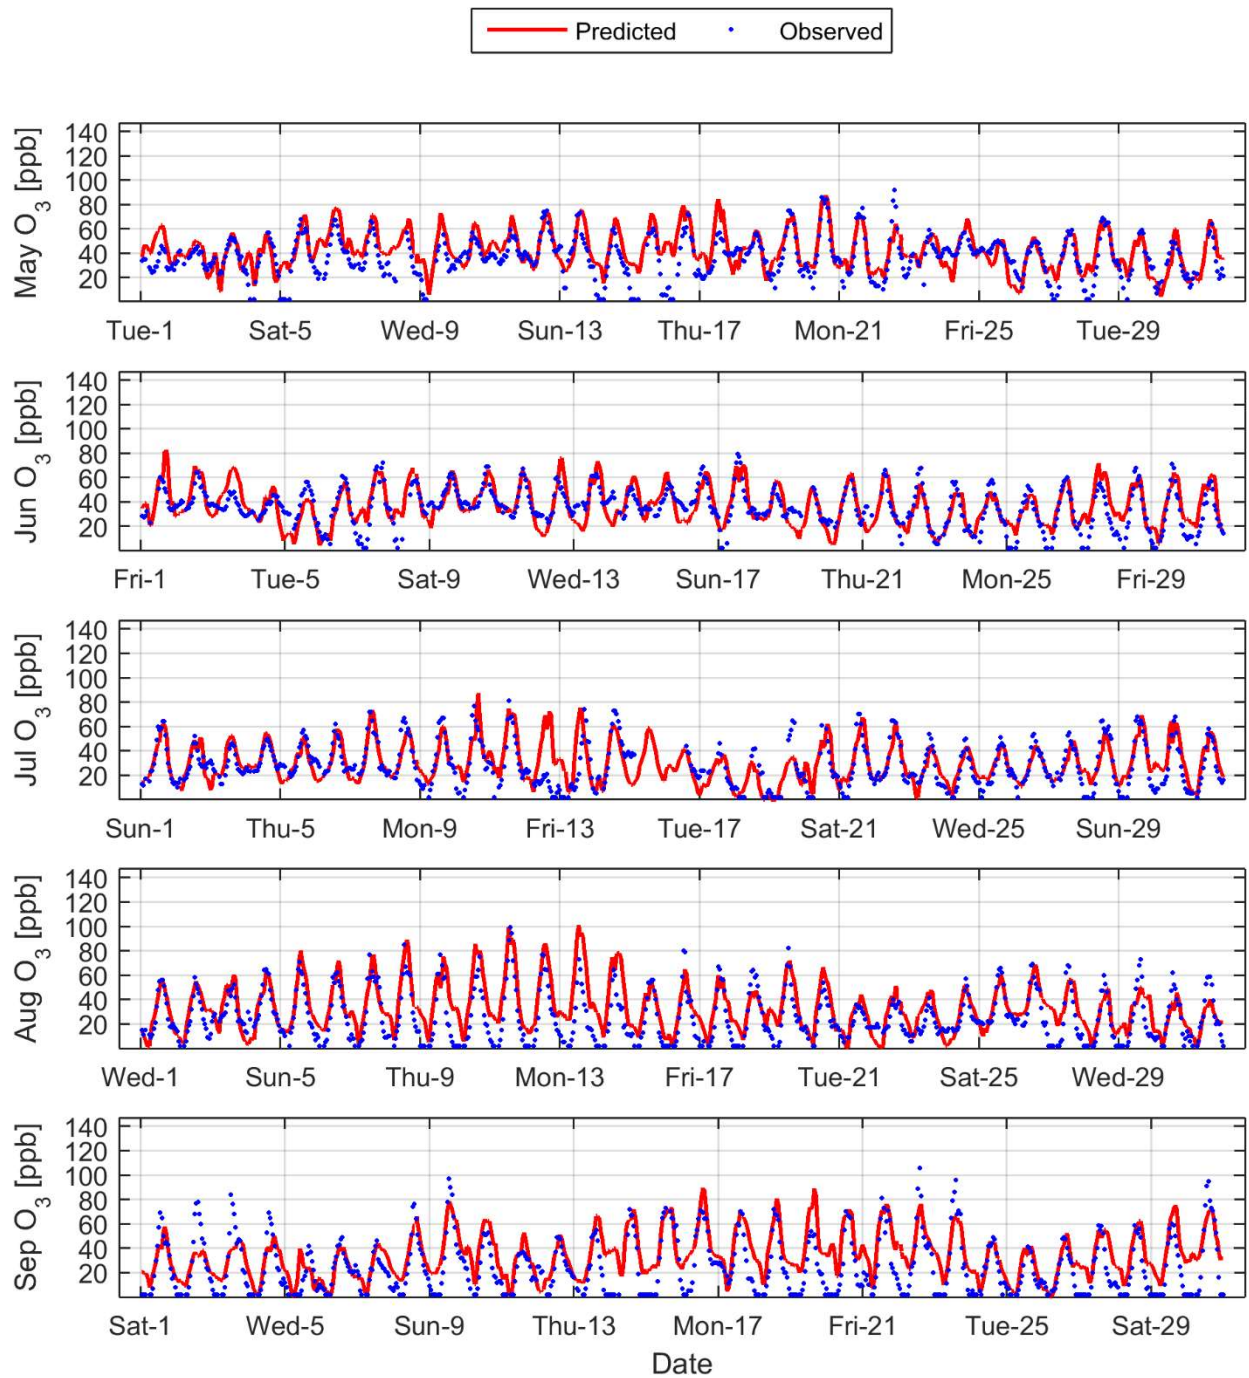 Predicted Observed
May O3 [ppb]
140
120
100
80
60
40
20
Tue-1 Sat-5 Wed-9 Sun-13 Thu-17 Mon-21 Fri-25 Tue-29
Jun O3 [ppb]
140
120
100
80
60
40
20
Fri-1 Tue-5 Sat-9 Wed-13 Sun-17 Thu-21 Mon-25 Fri-29
Jul O3 [ppb]
140
120
100
80
60
40
20
Sun-1 Thu-5 Mon-9 Fri-13 Tue-17 Sat-21 Wed-25 Sun-29
Aug O3 [ppb]
140
120
100
80
60
40
20
Wed-1 Sun-5 Thu-9 Mon-13 Fri-17 Tue-21 Sat-25 Wed-29
Sep O3 [ppb]
140
120
100
80
60
40
20
Sat-1 Wed-5 Sun-9 Thu-13 Mon-17 Fri-21 Tue-25 Sat-29
Date